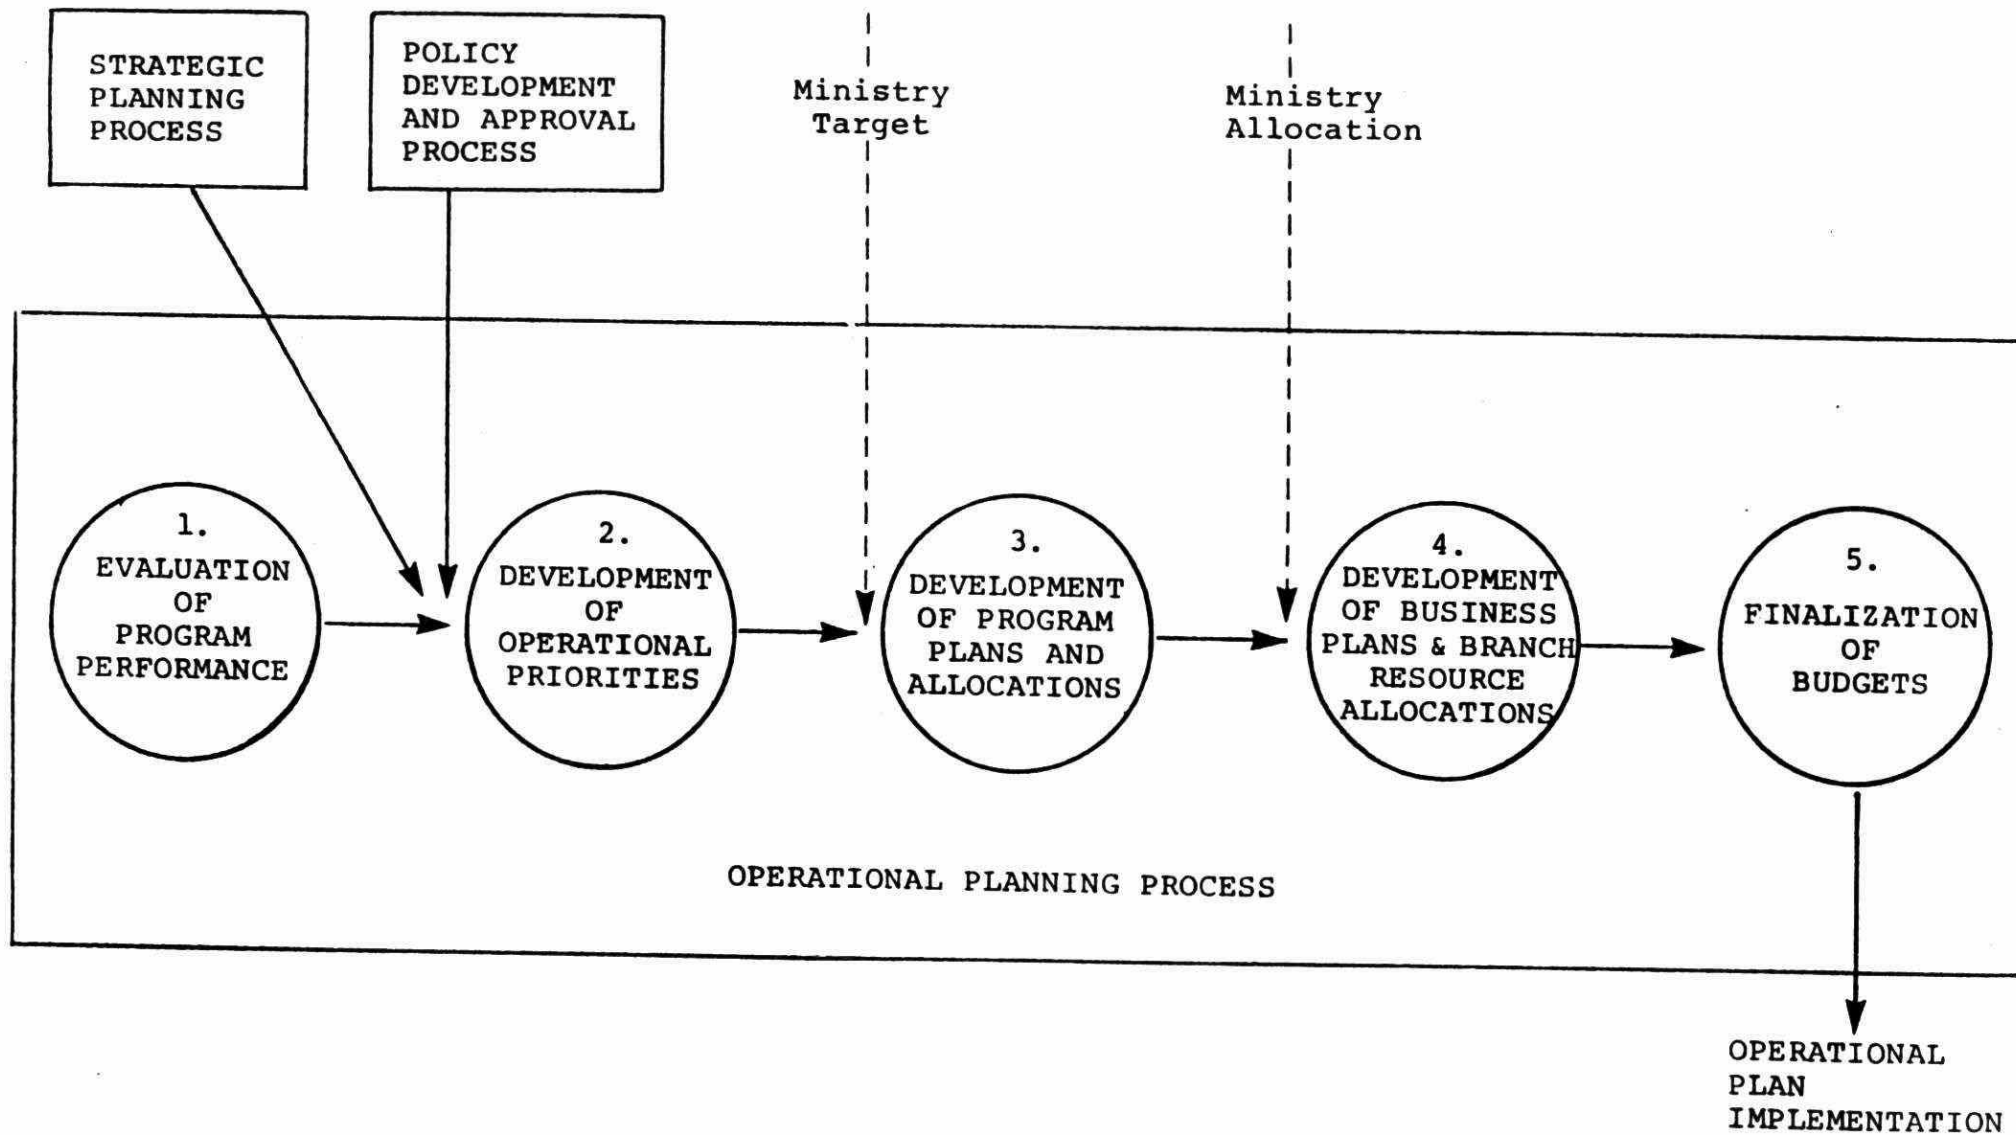 STRATEGIC
PLANNING
PROCESS
POLICY
DEVELOPMENT
AND APPROVAL
PROCESS
Ministry
Target
Ministry
Allocation
1.
EVALUATION
OF
PROGRAM
PERFORMANCE
2.
DEVELOPMENT
OF
OPERATIONAL
PRIORITIES
3.
DEVELOPMENT
OF PROGRAM
PLANS AND
ALLOCATIONS
4.
DEVELOPMENT
OF BUSINESS
PLANS & BRANCH
RESOURCE
ALLOCATIONS
5.
FINALIZATION
OF
BUDGETS
OPERATIONAL PLANNING PROCESS
OPERATIONAL
PLAN
IMPLEMENTATION